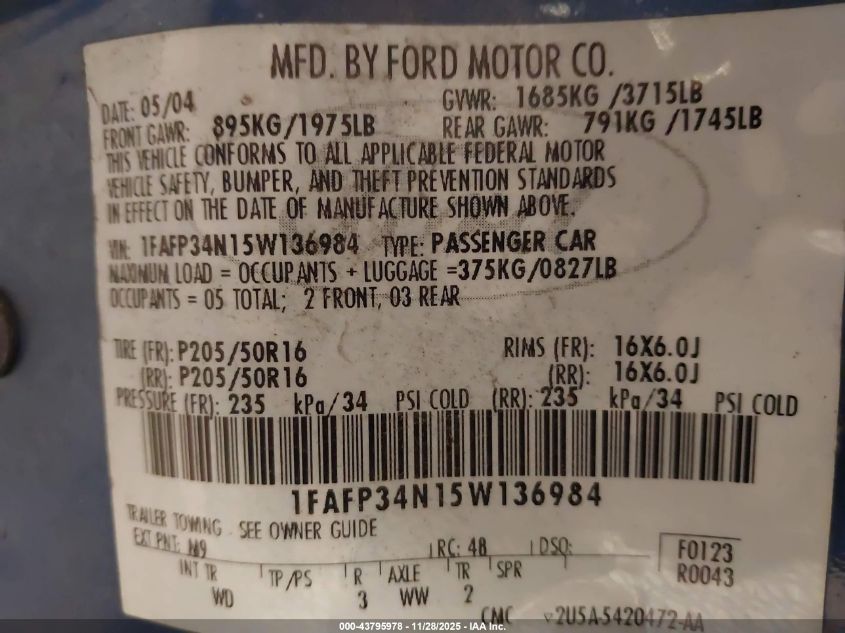 MFD. BY FORD MOTOR CO.
DATE: 05/04 GVWR: 1685KG /3715LB
FRONT GAWR: 895KG/1975LB REAR GAWR: 791KG /1745LB
THIS VEHICLE CONFORMS TO ALL APPLICABLE FEDERAL MOTOR
VEHICLE SAFETY, BUMPER, AND THEFT PREVENTION STANDARDS
IN EFFECT ON THE DATE OF MANUFACTURE SHOWN ABOVE.
VIN: 1FAFP34N15W136984 TYPE: PASSENGER CAR
MAXIMUM LOAD = OCCUPANTS + LUGGAGE =375KG/0827LB
OCCUPANTS = 05 TOTAL; 2 FRONT, 03 REAR
TIRE (FR): P205/50R16 RIMS (FR): 16X6.0J
(RR): P205/50R16 (RR): 16X6.0J
PRESSURE (FR): 235 kPa/34 PSI COLD (RR): 235 kPa/34 PSI COLD
1FAFP34N15W136984
TRAILER TOWING - SEE OWNER GUIDE
EXT PNT: M9 RC: 48 DSO: F0123
INT TR TP/PS R AXLE TR SPR R0043
WD 3 WW 2
CMC 2U5A-5420472-AA
000-43795978 | 11/28/2025 - IAA Inc.